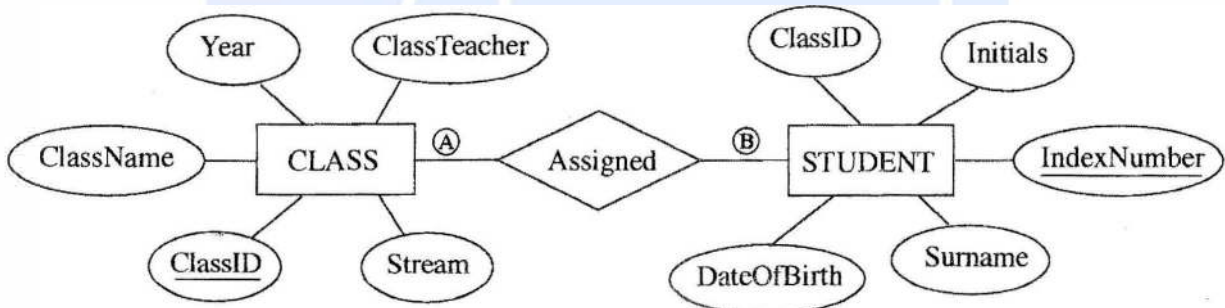 Year
ClassTeacher
ClassID
Initials
ClassName
CLASS
A
Assigned
B
STUDENT
IndexNumber
ClassID
Stream
DateOfBirth
Surname